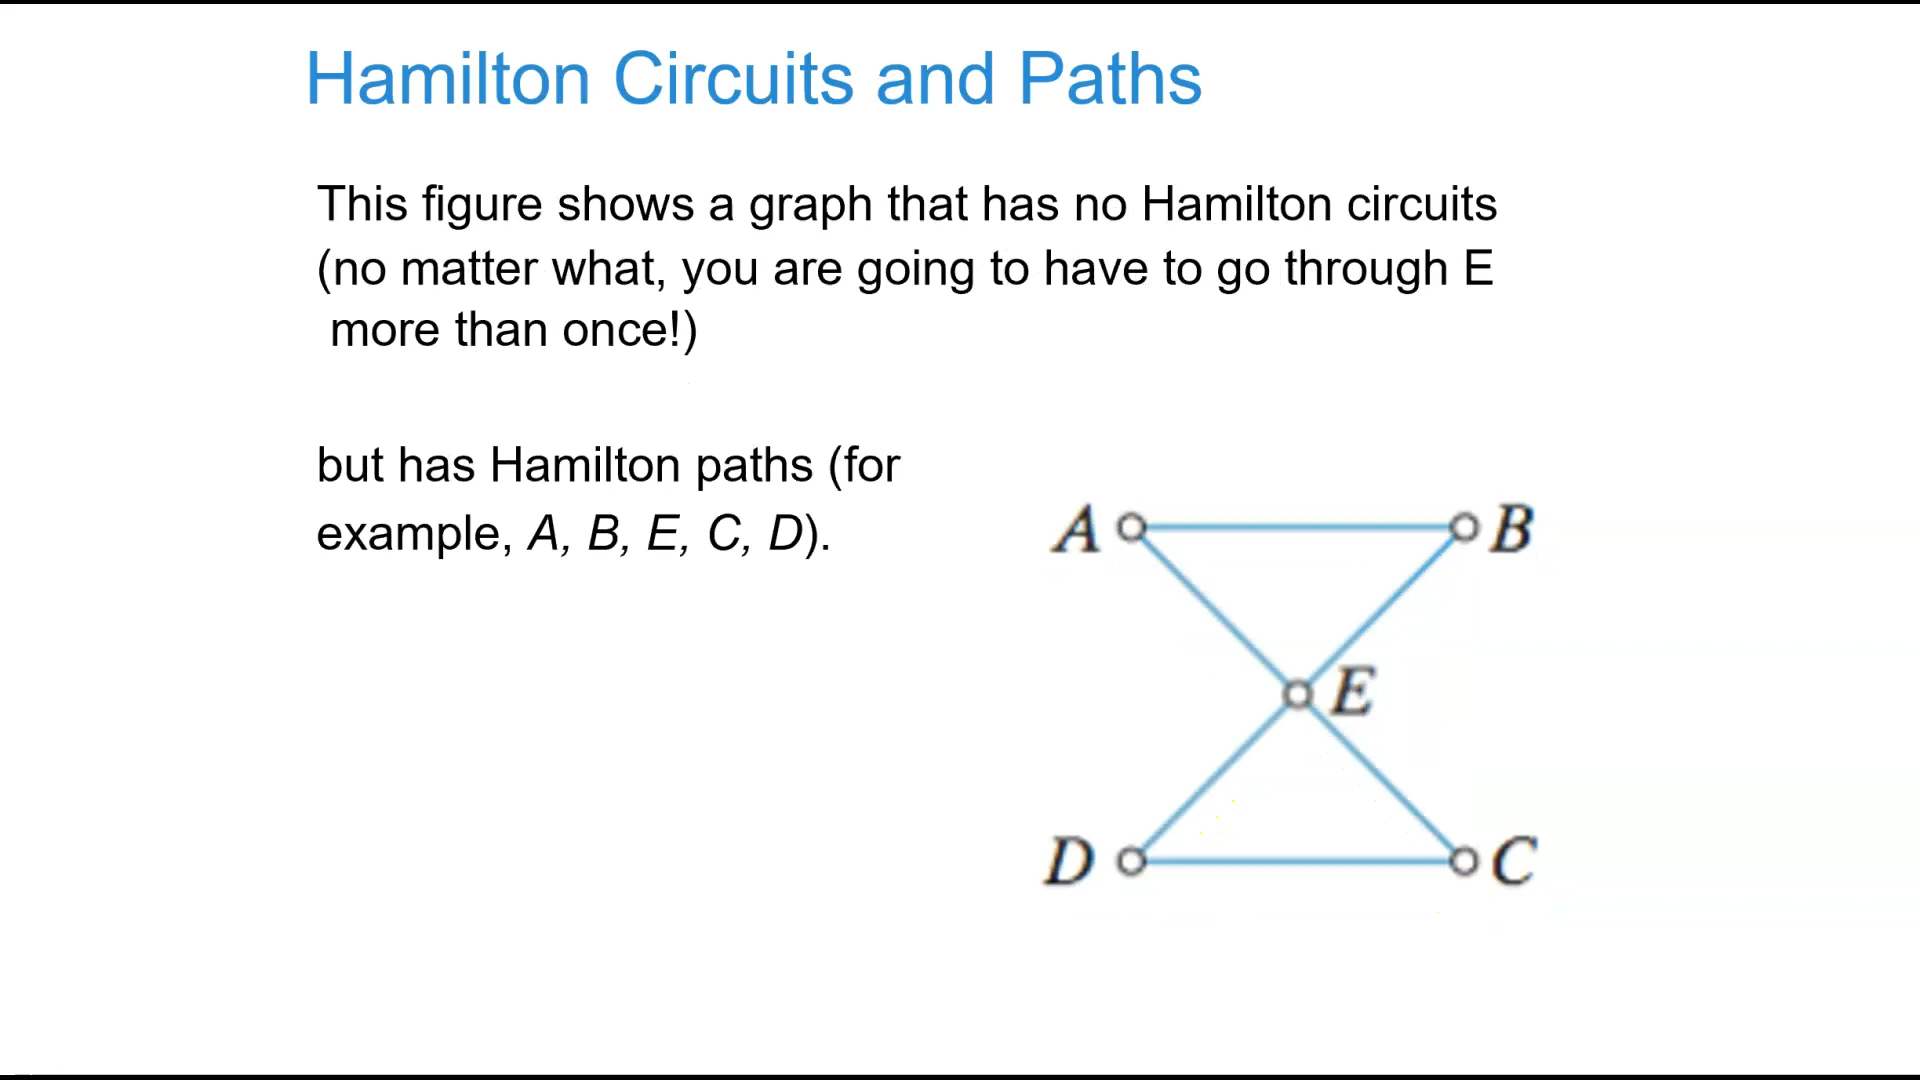 Hamilton Circuits and Paths
This figure shows a graph that has no Hamilton circuits
(no matter what, you are going to have to go through E
more than once!)
but has Hamilton paths (for
example, A, B, E, C, D).
A
B
E
D
C